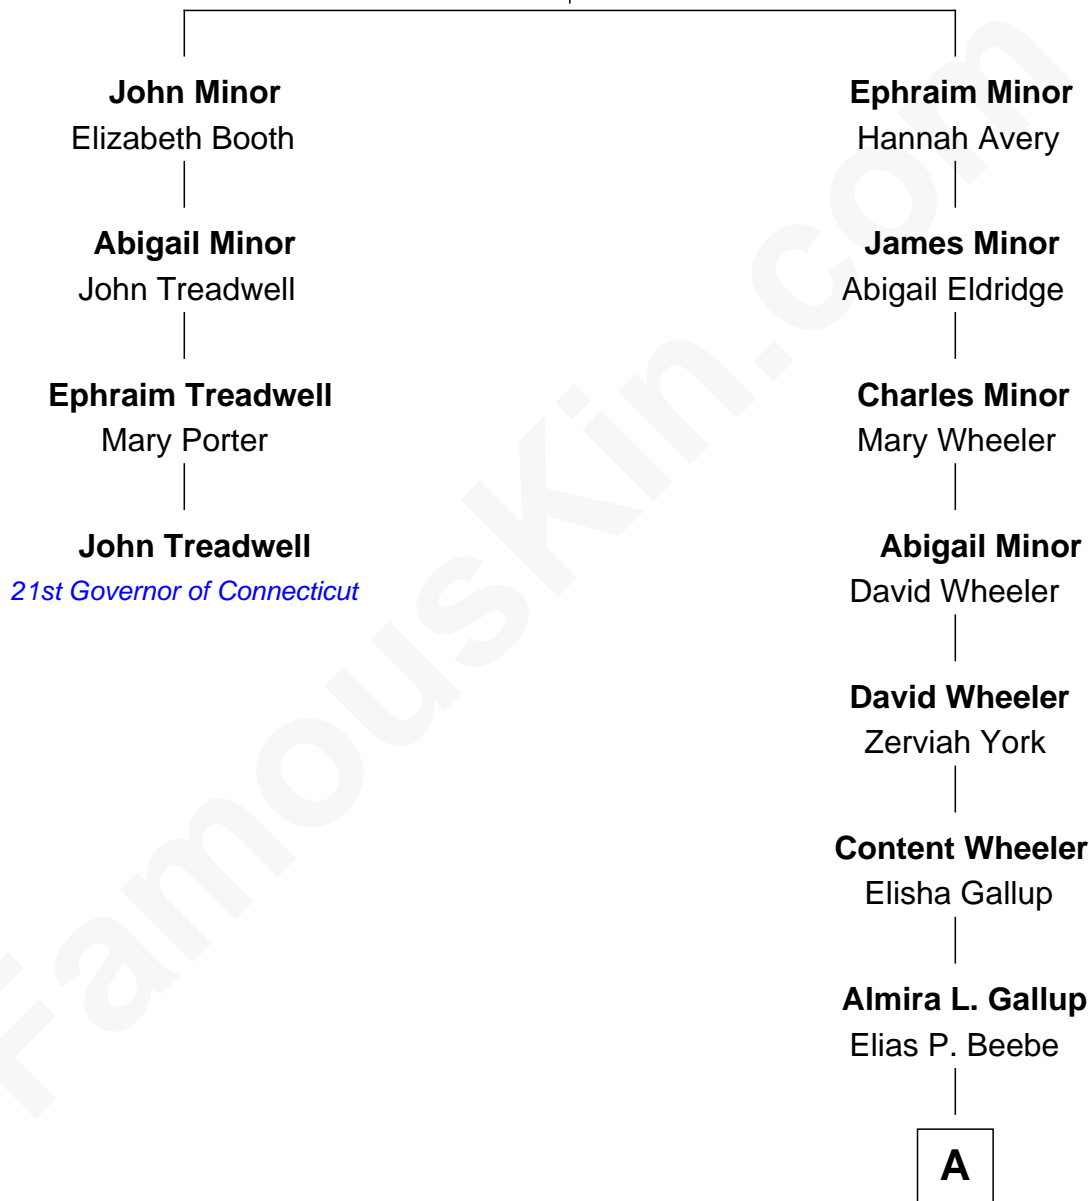 John Minor
Elizabeth Booth
Abigail Minor
John Treadwell
Ephraim Treadwell
Mary Porter
John Treadwell
21st Governor of Connecticut
Ephraim Minor
Hannah Avery
James Minor
Abigail Eldridge
Charles Minor
Mary Wheeler
Abigail Minor
David Wheeler
David Wheeler
Zerviah York
Content Wheeler
Elisha Gallup
Almira L. Gallup
Elias P. Beebe
A
FamousKin.com